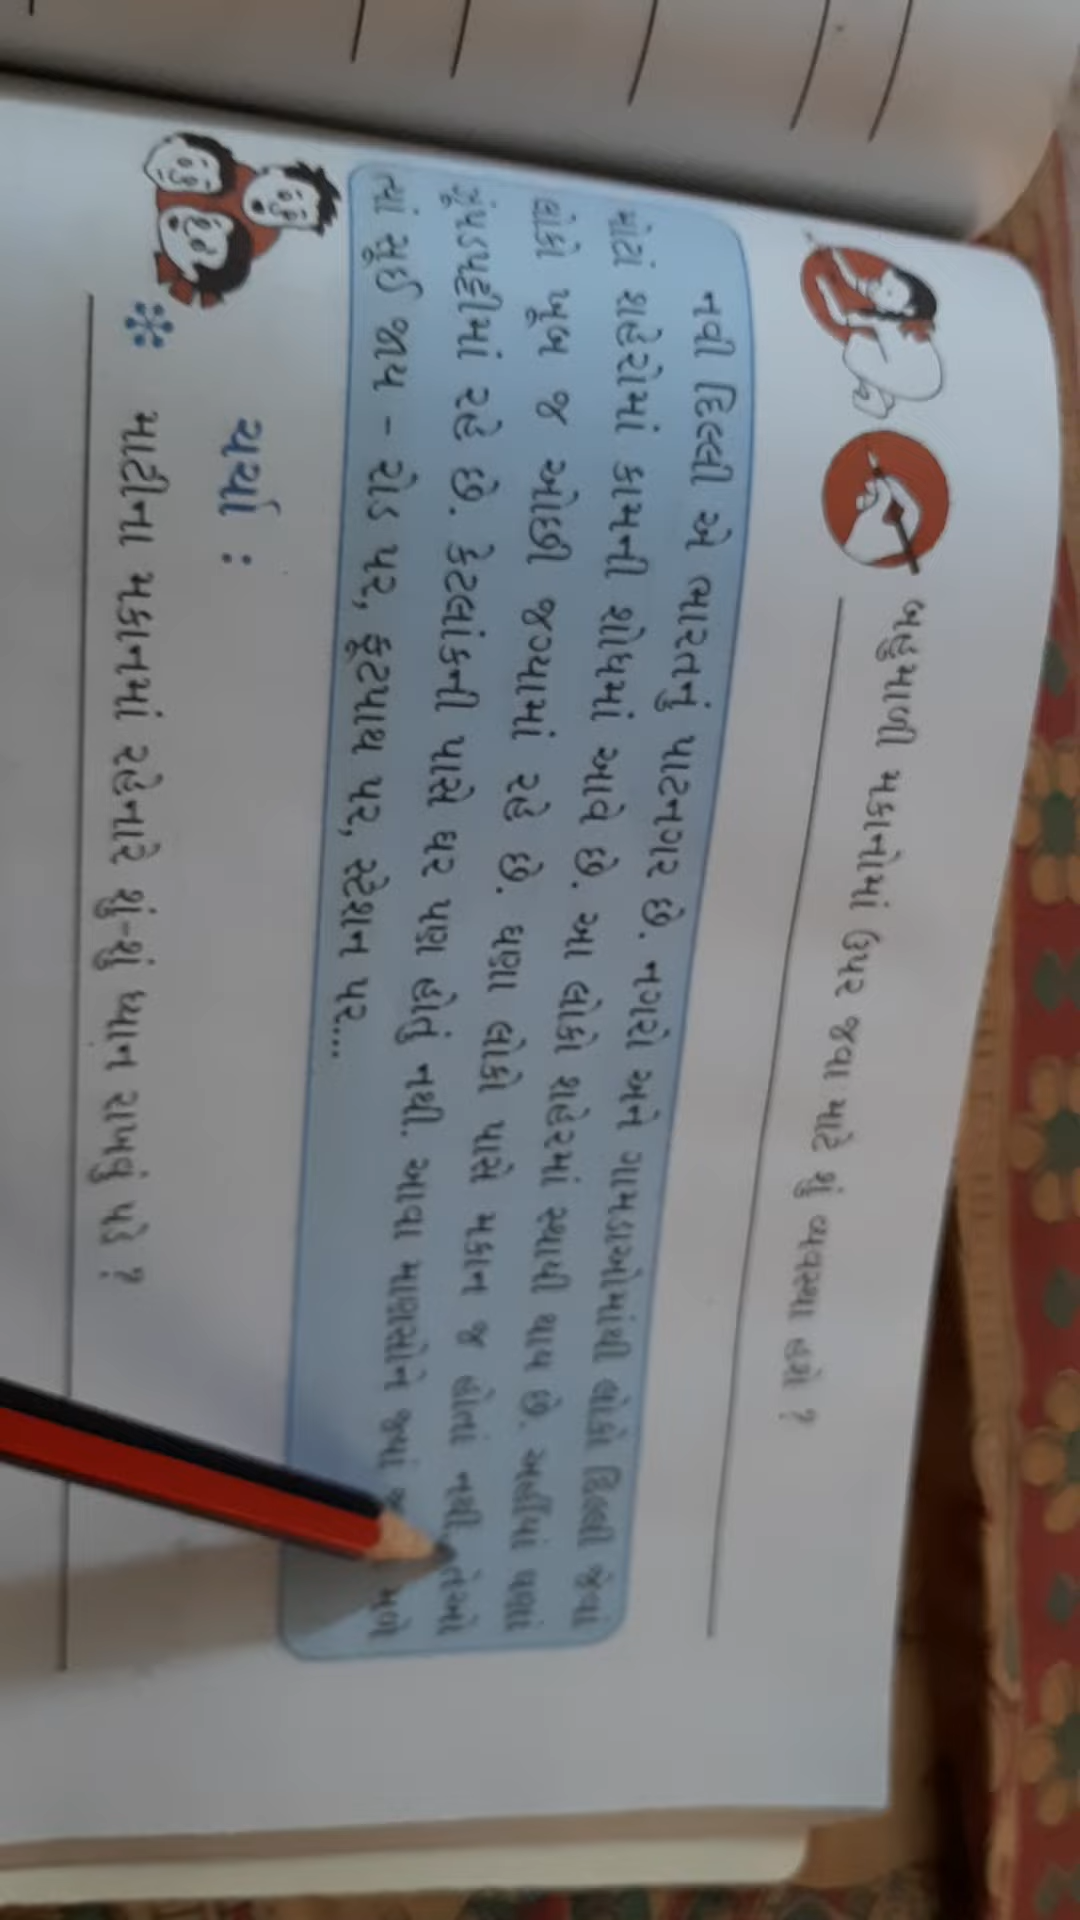 બહુમાળી મકાનોમાં ઉપર જવા માટે શું વ્યવસ્થા હશે ?
નવી દિલ્લી એ ભારતનું પાટનગર છે. નગરો અને ગામડાઓમાંથી લોકો દિલ્લી જેવાં
મોટાં શહેરોમાં કામની શોધમાં આવે છે. આ લોકો શહેરમાં સ્થાયી થાય છે. અહીંયાં ઘણાં
લોકો ખૂબ જ ઓછી જગ્યામાં રહે છે. ઘણા લોકો પાસે મકાન જ હોતાં નથી. તેઓ
ઝૂંપડપટ્ટીમાં રહે છે. કેટલાંકની પાસે ઘર પણ હોતું નથી. આવા માણસોને જ્યાં મળે
ત્યાં સૂઈ જાય – રોડ પર, ફૂટપાથ પર, સ્ટેશન પર....
ચર્ચા :
માટીના મકાનમાં રહેનારે શું-શું ધ્યાન રાખવું પડે ?